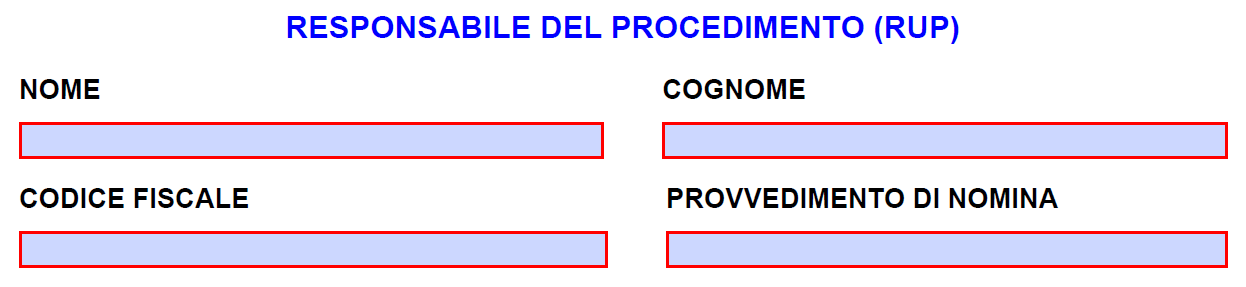 RESPONSABILE DEL PROCEDIMENTO (RUP)
NOME
COGNOME
CODICE FISCALE
PROVVEDIMENTO DI NOMINA